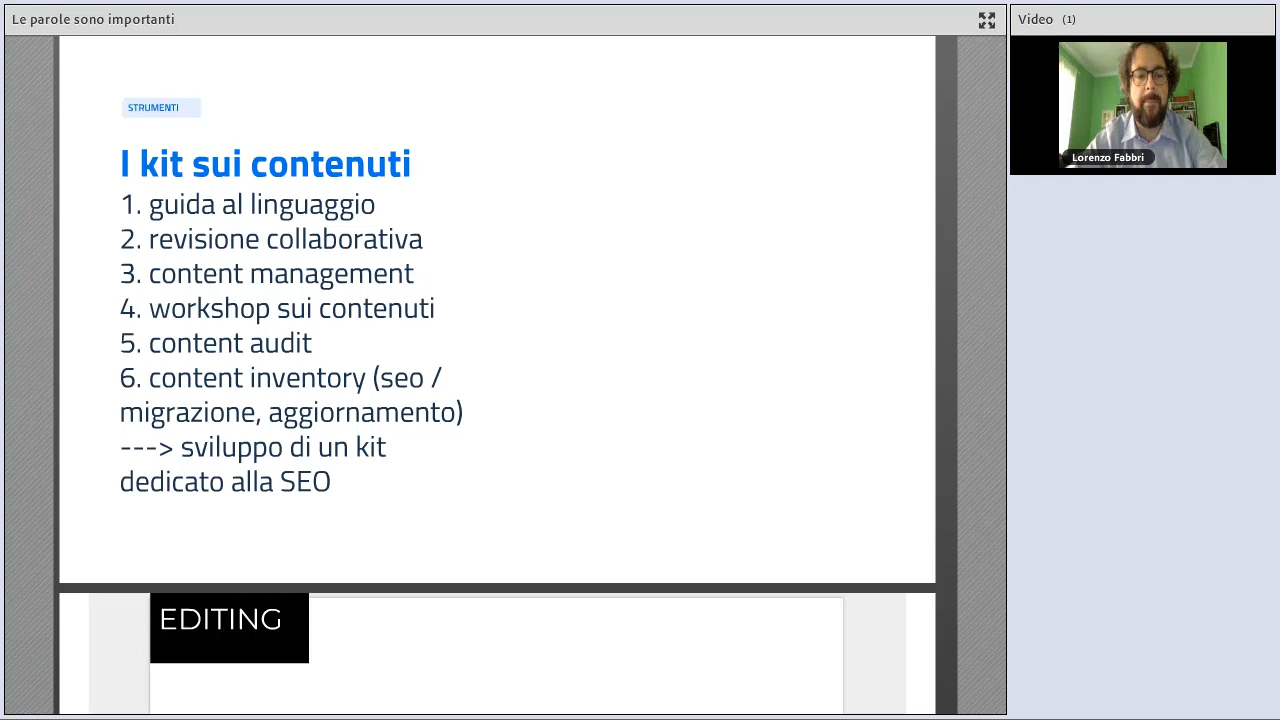 Le parole sono importanti
Video (1)
Lorenzo Fabbri
STRUMENTI
I kit sui contenuti
1. guida al linguaggio
2. revisione collaborativa
3. content management
4. workshop sui contenuti
5. content audit
6. content inventory (seo /
migrazione, aggiornamento)
---> sviluppo di un kit
dedicato alla SEO
EDITING